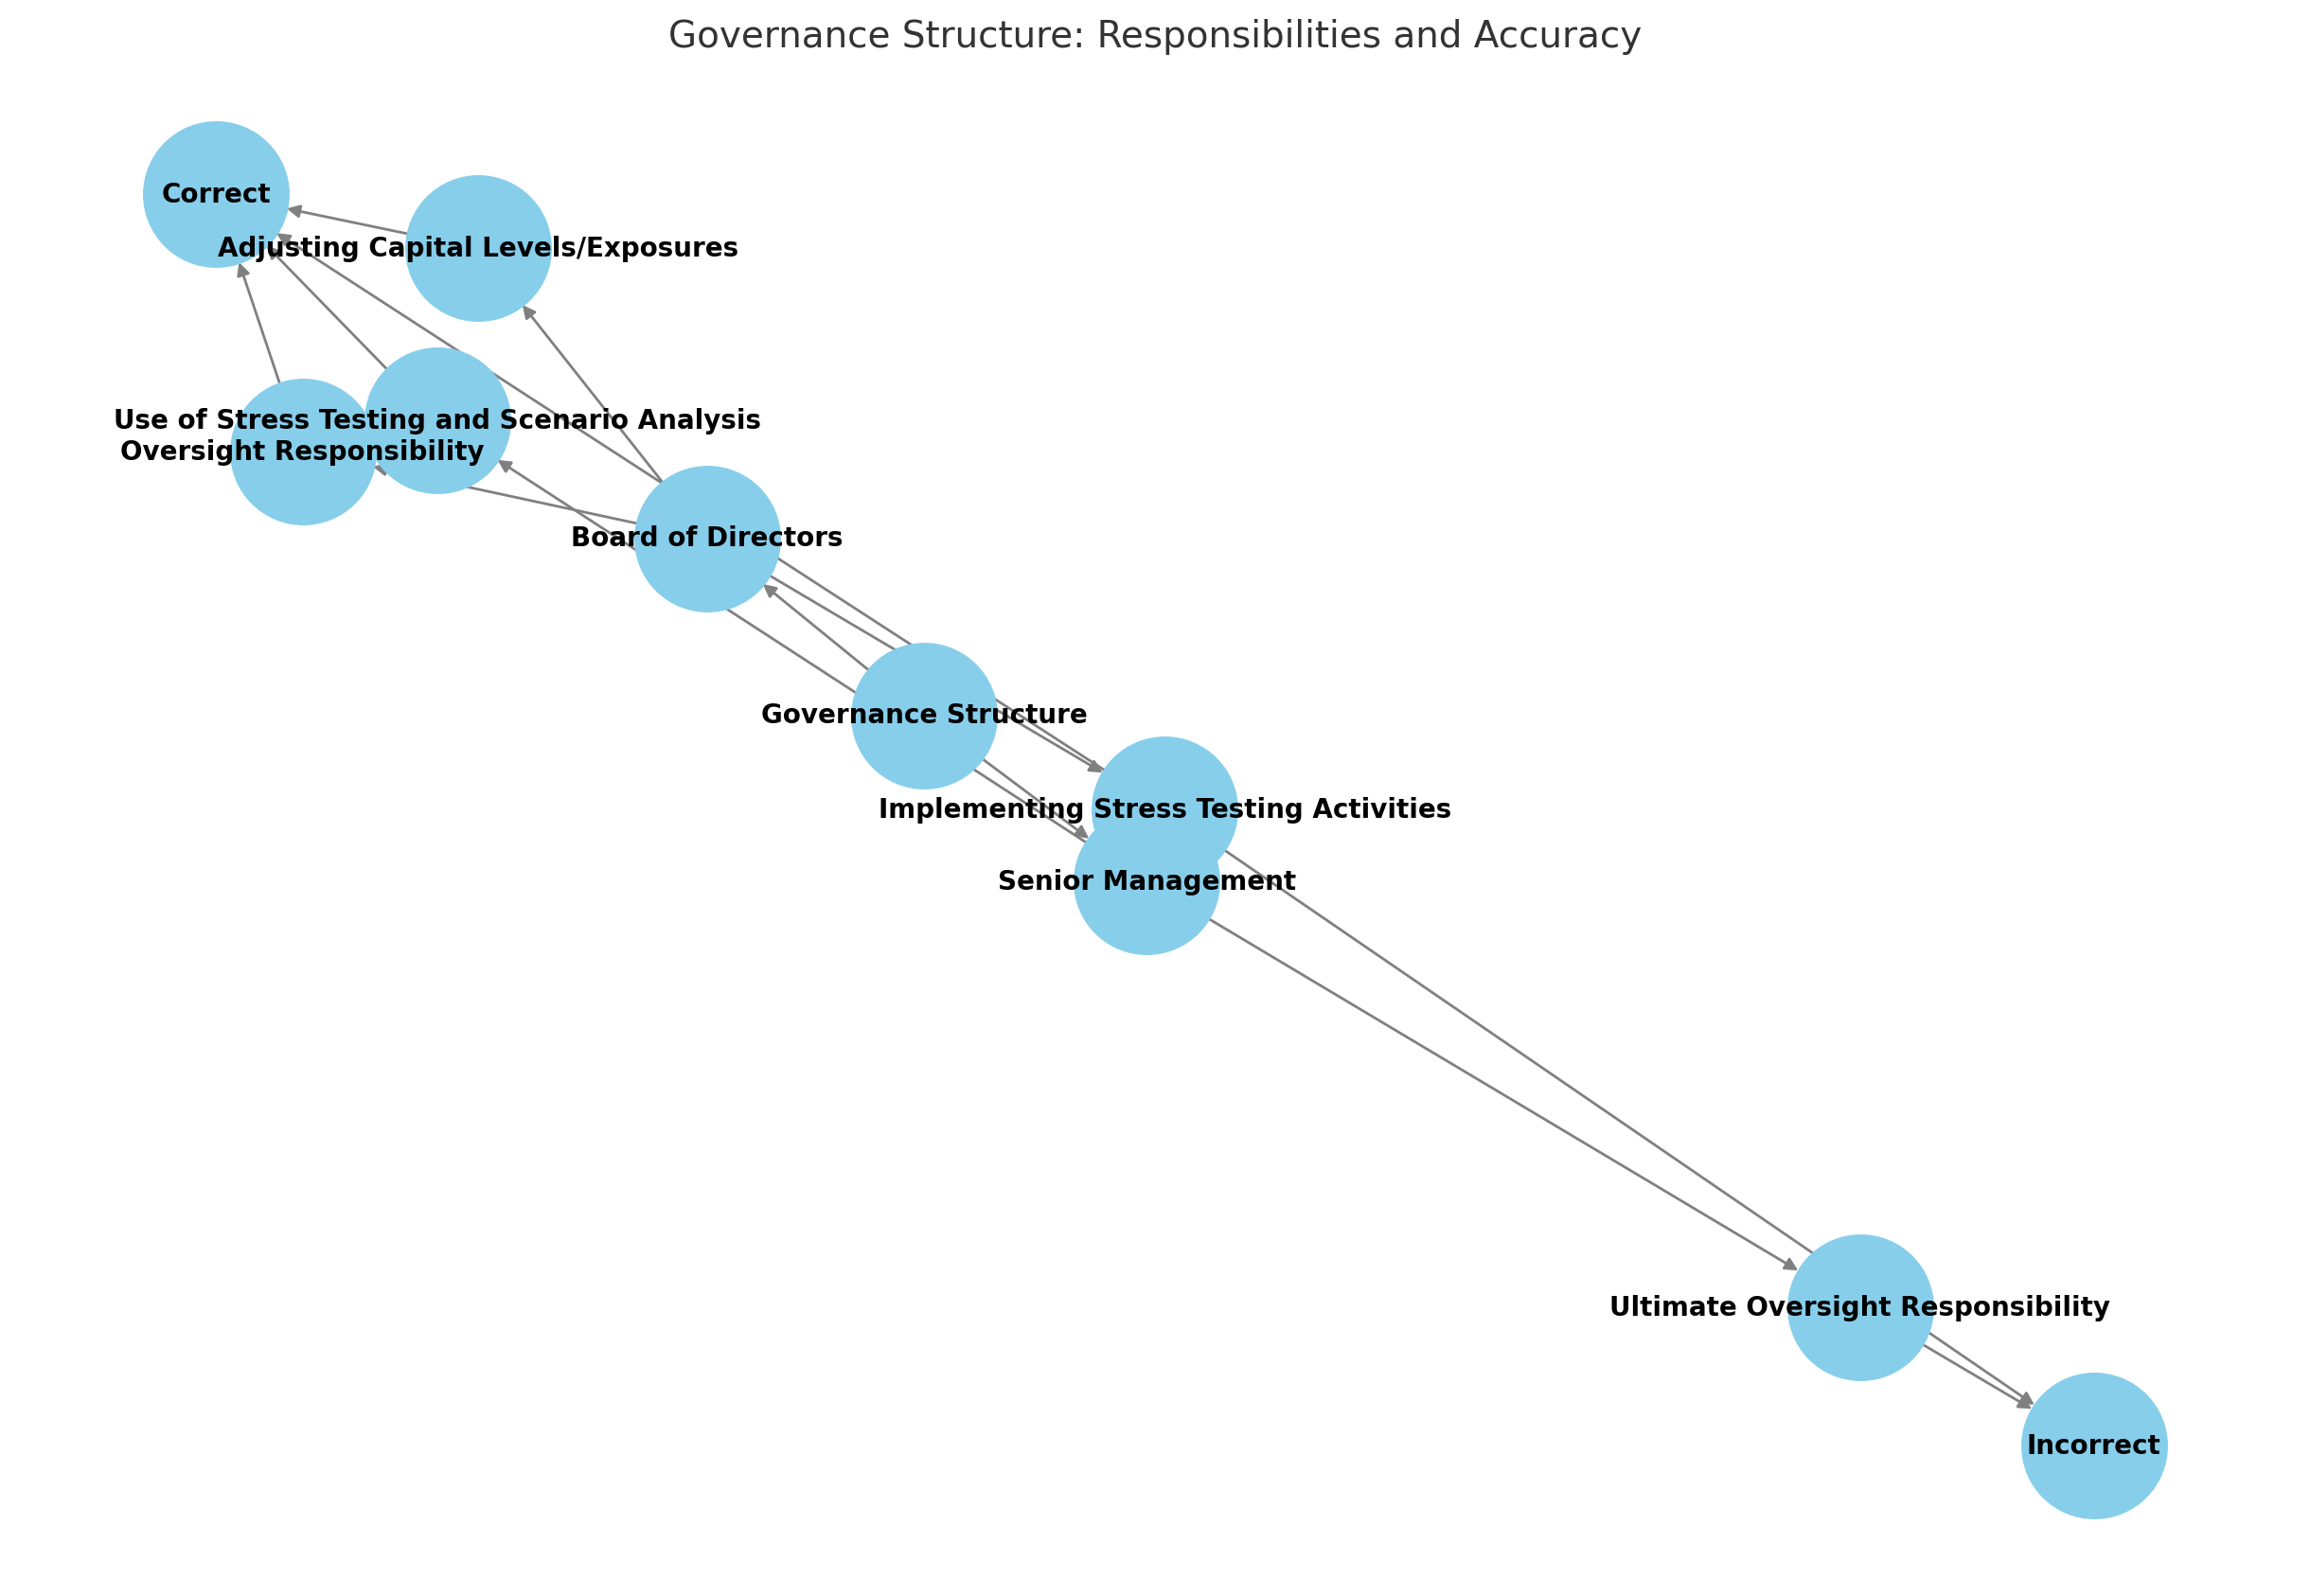 Governance Structure: Responsibilities and Accuracy
Correct
Adjusting Capital Levels/Exposures
Use of Stress Testing and Scenario Analysis
Oversight Responsibility
Board of Directors
Governance Structure
Implementing Stress Testing Activities
Senior Management
Ultimate Oversight Responsibility
Incorrect